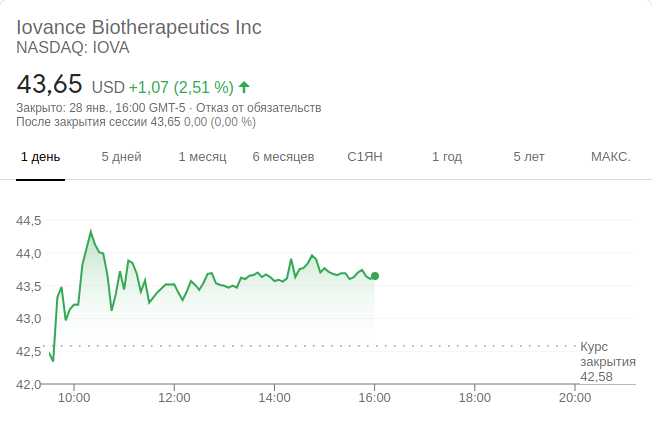 Iovance Biotherapeutics Inc
NASDAQ: IOVA
43,65 USD +1,07 (2,51 %)
Закрыто: 28 янв., 16:00 GMT-5 · Отказ от обязательств
После закрытия сессии 43,65 0,00 (0,00 %)
1 день 5 дней 1 месяц 6 месяцев С1ЯН 1 год 5 лет МАКС.
44,5
44,0
43,5
43,0
42,5
42,0
Курс
закрытия
42,58
10:00 12:00 14:00 16:00 18:00 20:00